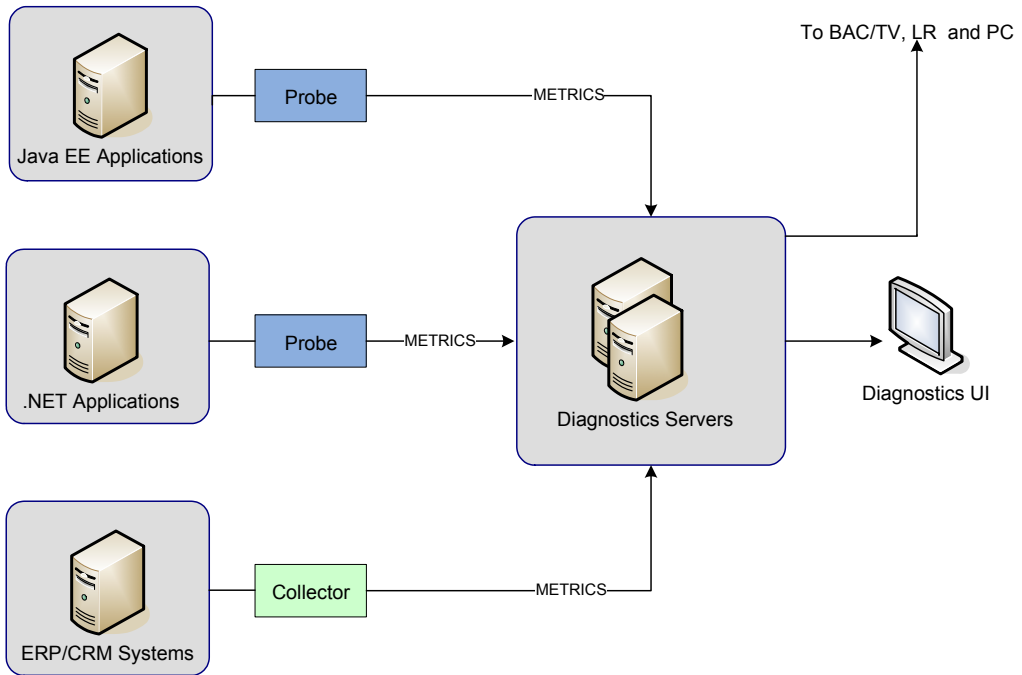 To BAC/TV, LR and PC
Probe
METRICS
Java EE Applications
Probe
METRICS
.NET Applications
Diagnostics Servers
Diagnostics UI
Collector
METRICS
ERP/CRM Systems